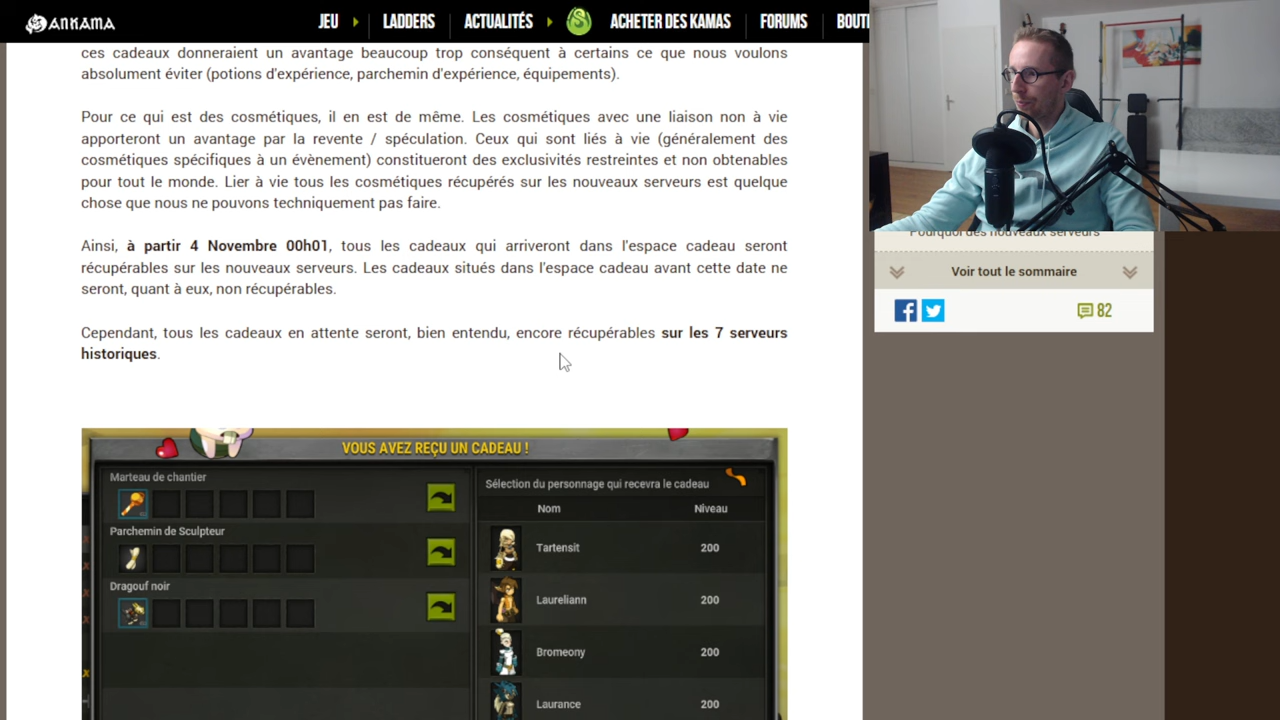 ANKAMA
JEU
LADDERS
ACTUALITÉS
ACHETER DES KAMAS
FORUMS
BOUTI
ces cadeaux donneraient un avantage beaucoup trop conséquent à certains ce que nous voulons
absolument éviter (potions d'expérience, parchemin d'expérience, équipements).
Pour ce qui est des cosmétiques, il en est de même. Les cosmétiques avec une liaison non à vie
apporteront un avantage par la revente / spéculation. Ceux qui sont liés à vie (généralement des
cosmétiques spécifiques à un évènement) constitueront des exclusivités restreintes et non obtenables
pour tout le monde. Lier à vie tous les cosmétiques récupérés sur les nouveaux serveurs est quelque
chose que nous ne pouvons techniquement pas faire.
Ainsi, à partir 4 Novembre 00h01, tous les cadeaux qui arriveront dans l'espace cadeau seront
récupérables sur les nouveaux serveurs. Les cadeaux situés dans l'espace cadeau avant cette date ne
seront, quant à eux, non récupérables.
Cependant, tous les cadeaux en attente seront, bien entendu, encore récupérables sur les 7 serveurs
historiques.
Pourquoi des nouveaux serveurs
Voir tout le sommaire
82
VOUS AVEZ REÇU UN CADEAU !
Marteau de chantier
Parchemin de Sculpteur
Dragouf noir
Sélection du personnage qui recevra le cadeau
Nom Niveau
Tartensit 200
Laureliann 200
Bromeony 200
Laurance 200